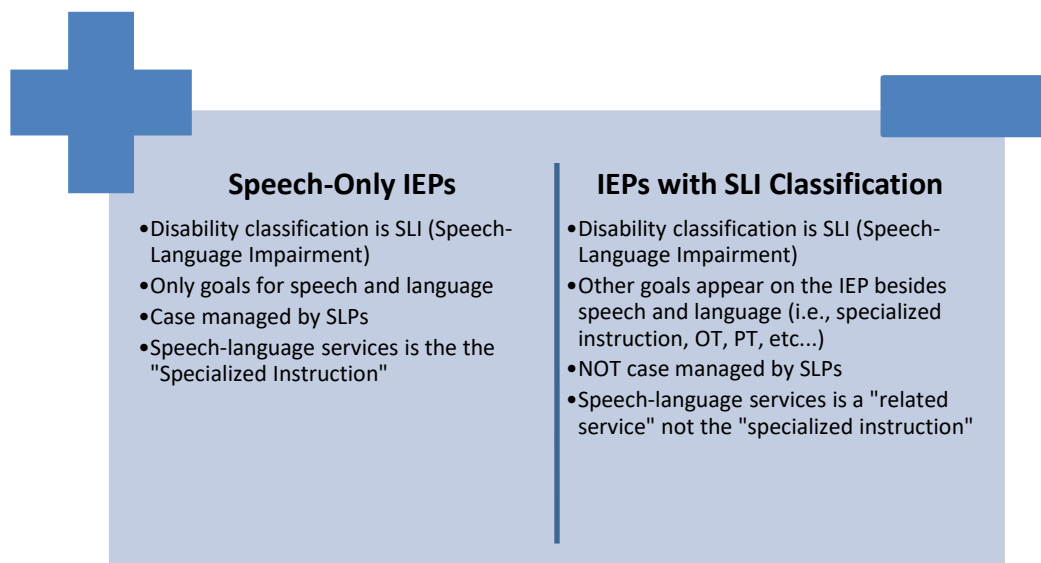 Speech-Only IEPs
•Disability classification is SLI (Speech-
Language Impairment)
•Only goals for speech and language
•Case managed by SLPs
•Speech-language services is the the
"Specialized Instruction"
IEPs with SLI Classification
•Disability classification is SLI (Speech-
Language Impairment)
•Other goals appear on the IEP besides
speech and language (i.e., specialized
instruction, OT, PT, etc...)
•NOT case managed by SLPs
•Speech-language services is a "related
service" not the "specialized instruction"